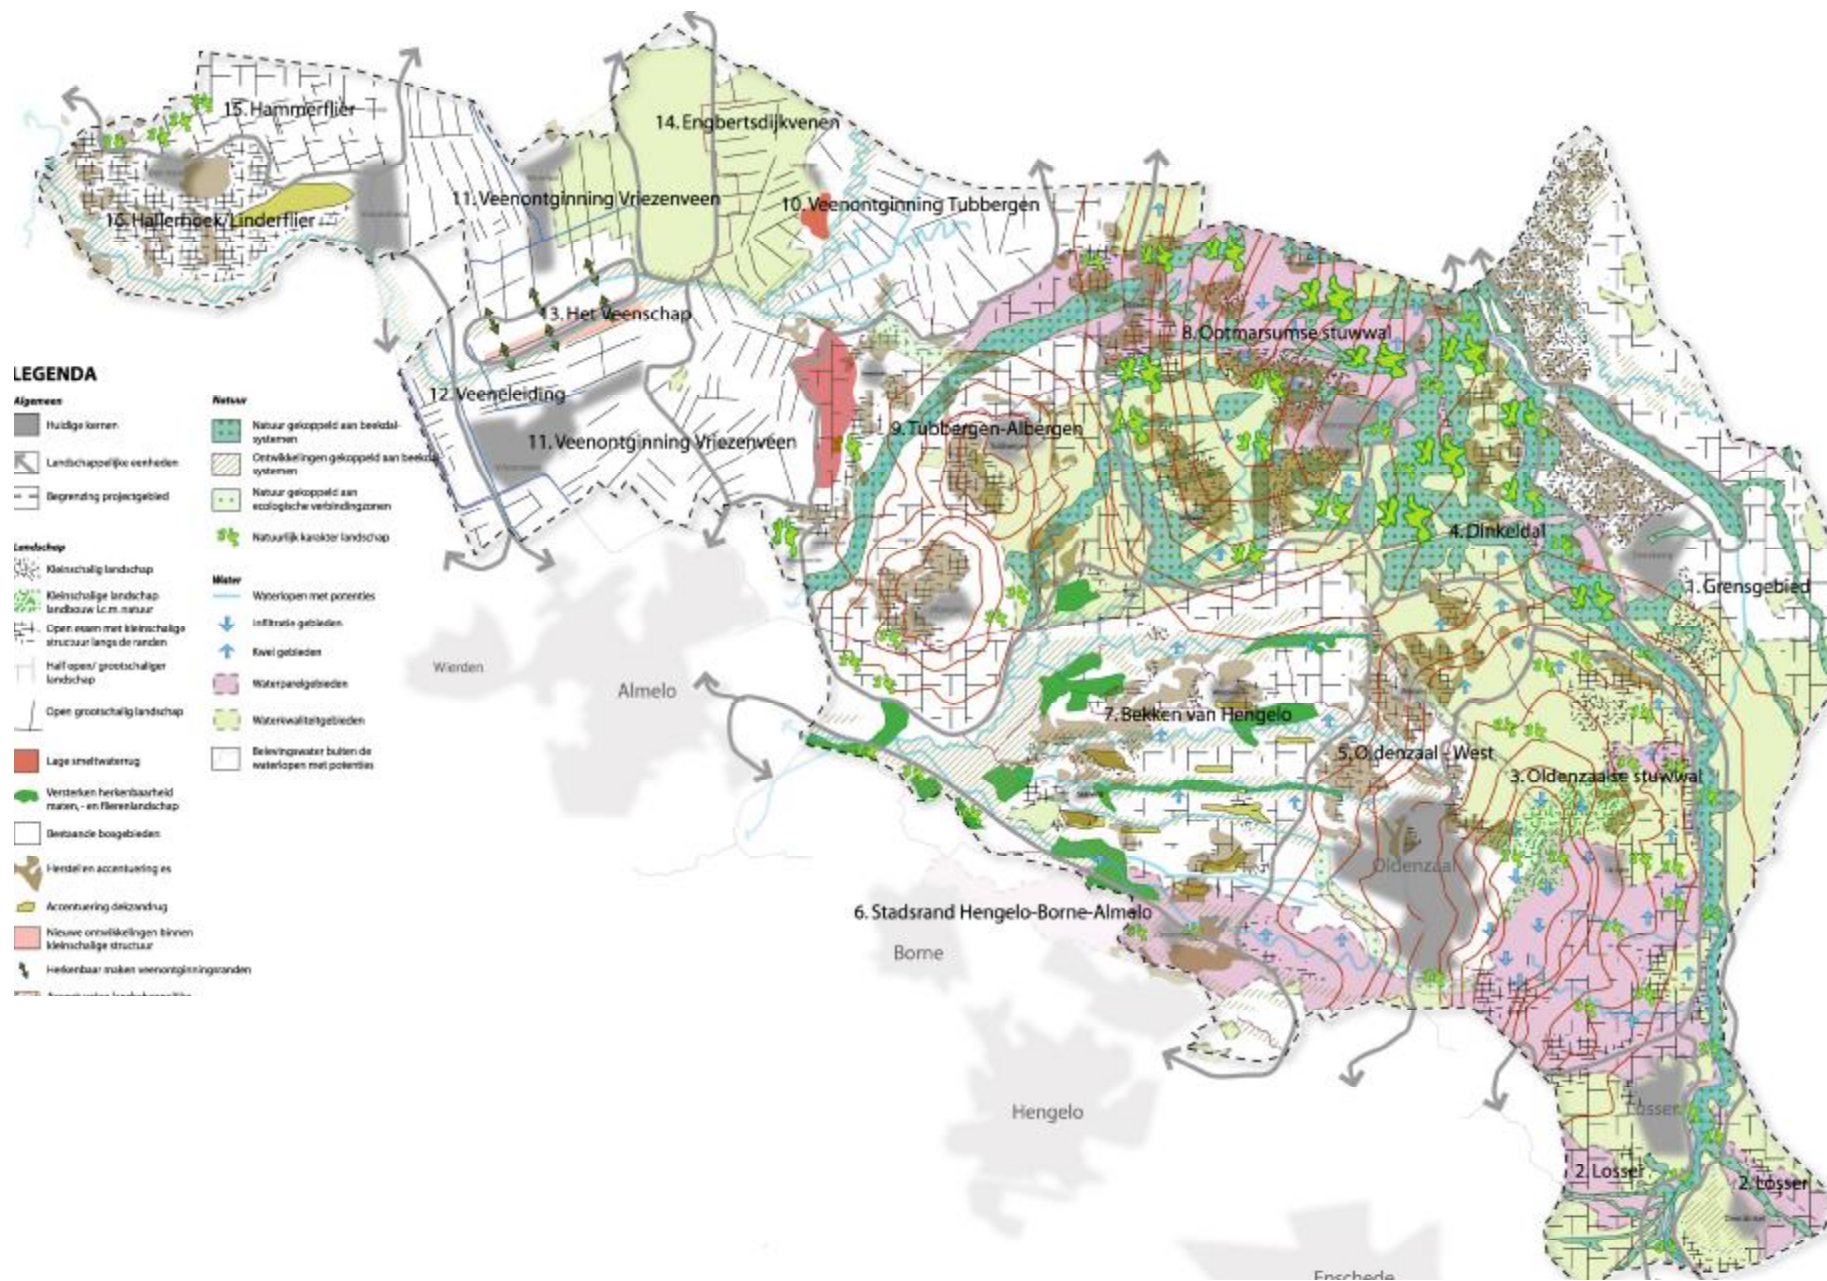 15. Hammerflier
14. Engbertsdijkvenen
11. Veenontginning Vriezenveen
10. Veenontginning Tubbergen
16. Hallerhoek/Linderflier
13. Het Veenschap
8. Ootmarsumse stuwwal
12. Veeneleiding
11. Veenontginning Vriezenveen
9. Tubbergen-Albergen
4. Dinkeldal
1. Grensgebied
Wierden
Almelo
7. Bekken van Hengelo
5. Oldenzaal - West
3. Oldenzaalse stuwwal
Oldenzaal
6. Stadsrand Hengelo-Borne-Almelo
Borne
Hengelo
Losser
2. Losser
2. Losser
Enschede
LEGENDA
Algemeen
Huidige kernen
Landschappelijke eenheden
Begrenzing projectgebied
Landschap
Kleinschalig landschap
Kleinschalige landschap
landbouw i.c.m. natuur
Open essen met kleinschalige
structuur langs de randen
Half open/ grootschaliger
landschap
Open grootschalig landschap
Lage smeltwaterrug
Versterken herkenbaarheid
maten,- en flierenlandschap
Bestaande bosgebieden
Herstel en accentuering es
Accentuering dekzandrug
Nieuwe ontwikkelingen binnen
kleinschalige structuur
Herkenbaar maken veenontginningsranden
Natuur
Natuur gekoppeld aan beekdal-
systemen
Ontwikkelingen gekoppeld aan beekdal
systemen
Natuur gekoppeld aan
ecologische verbindingzonen
Natuurlijk karakter landschap
Water
Waterlopen met potenties
Infiltratie gebieden
Kwel gebieden
Waterparelgebieden
Waterkwaliteitgebieden
Belevingswater buiten de
waterlopen met potenties